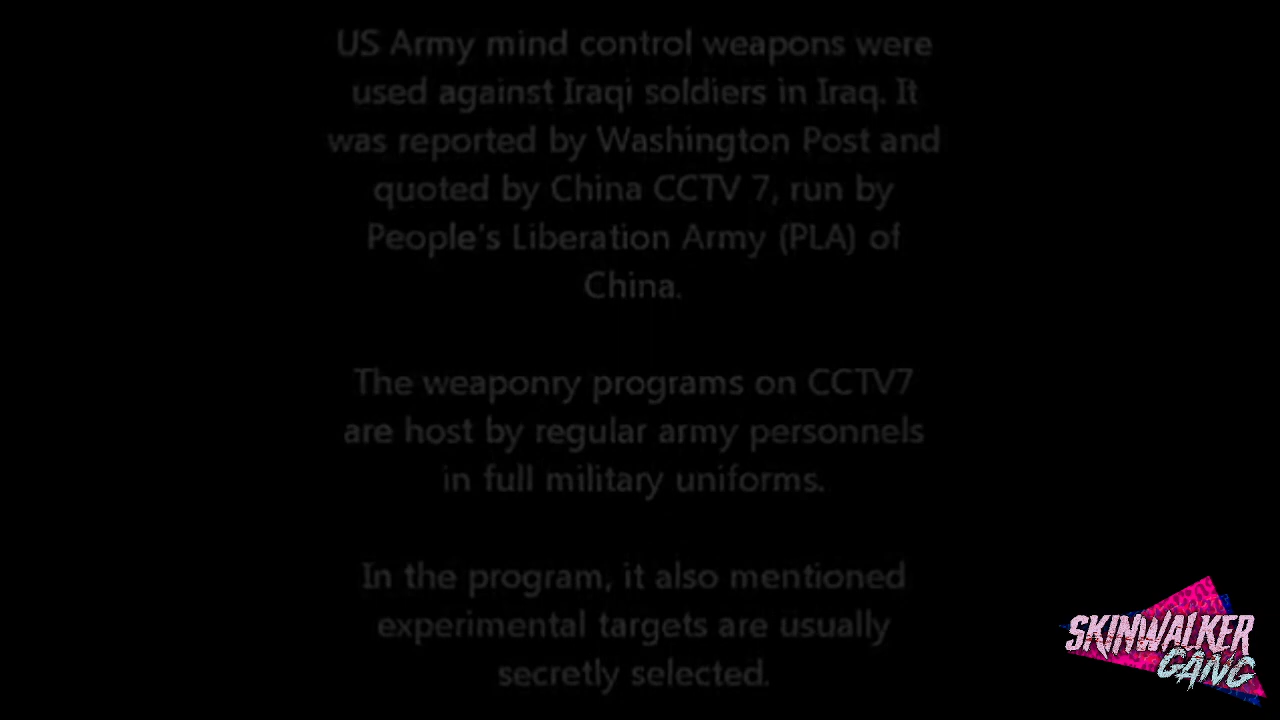 US Army mind control weapons were
used against Iraqi soldiers in Iraq. It
was reported by Washington Post and
quoted by China CCTV 7, run by
People's Liberation Army (PLA) of
China.
The weaponry programs on CCTV7
are host by regular army personnels
in full military uniforms.
In the program, it also mentioned
experimental targets are usually
secretly selected.
SKINWALKER
GANG